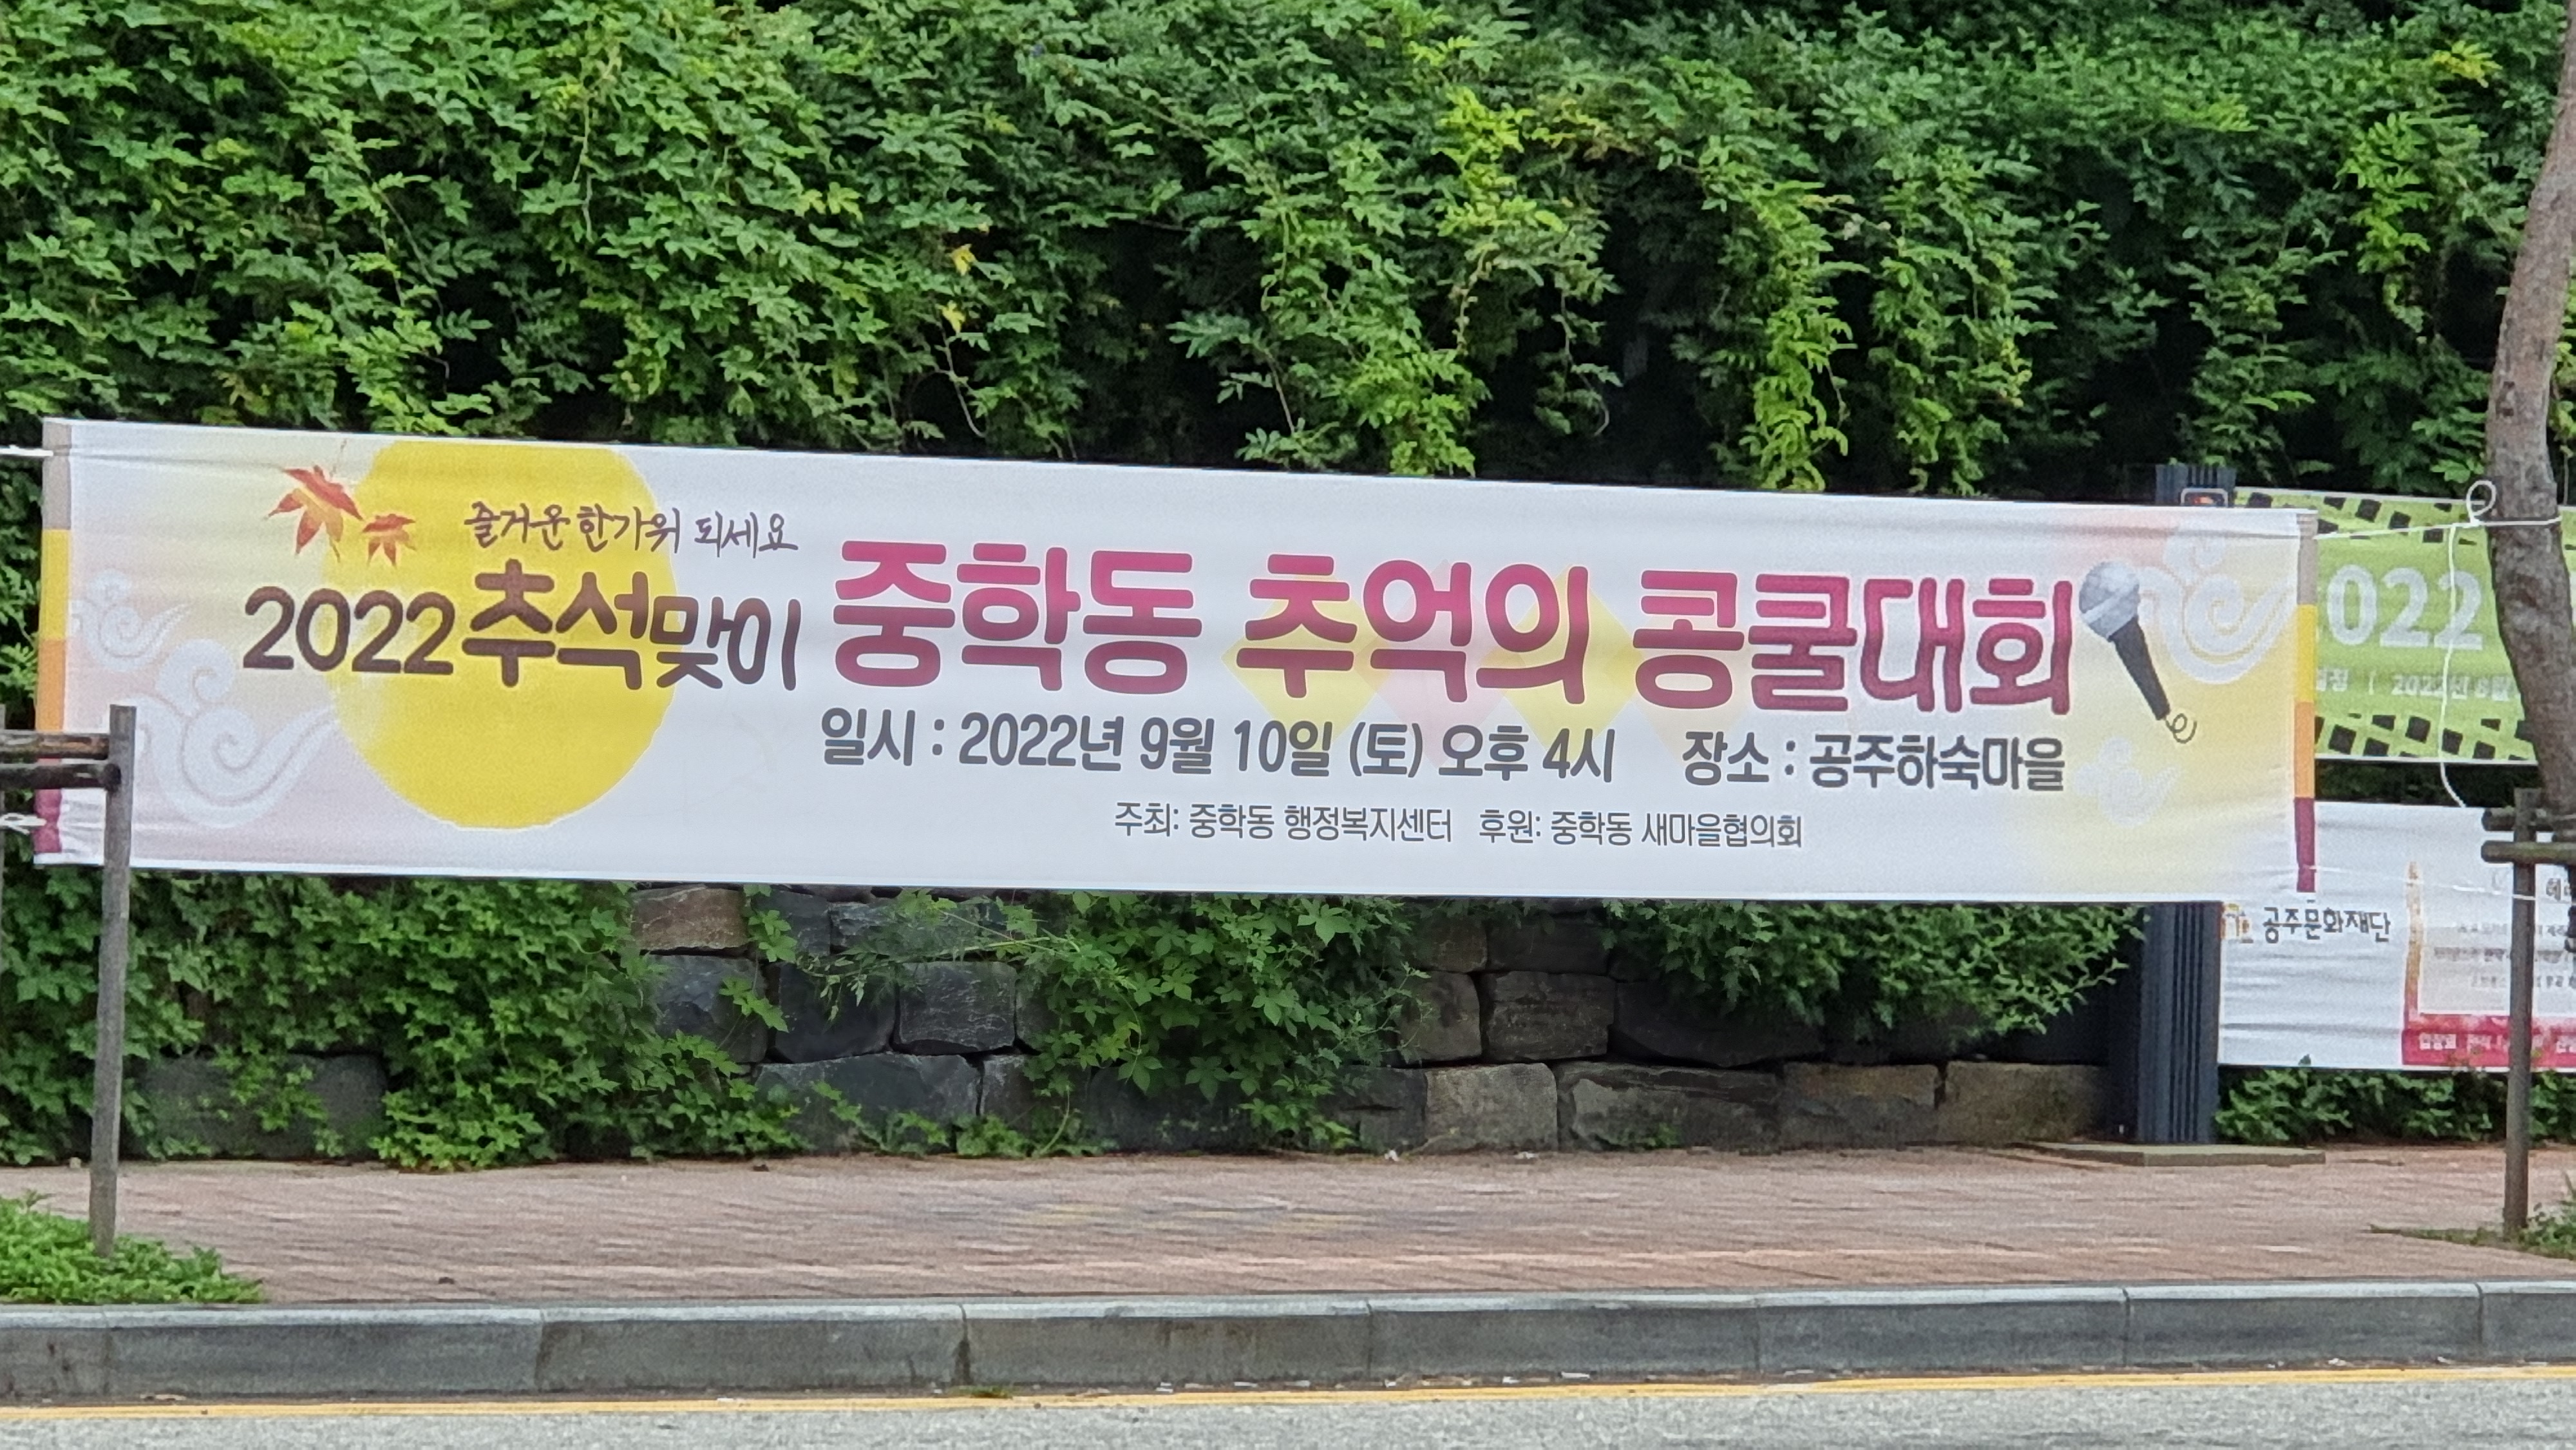 즐거운 한가위 되세요
2022추석맞이 중학동 추억의 콩쿨대회
일시 : 2022년 9월 10일 (토) 오후 4시 장소 : 공주하숙마을
주최: 중학동 행정복지센터 후원: 중학동 새마을협의회
2022
공주문화재단